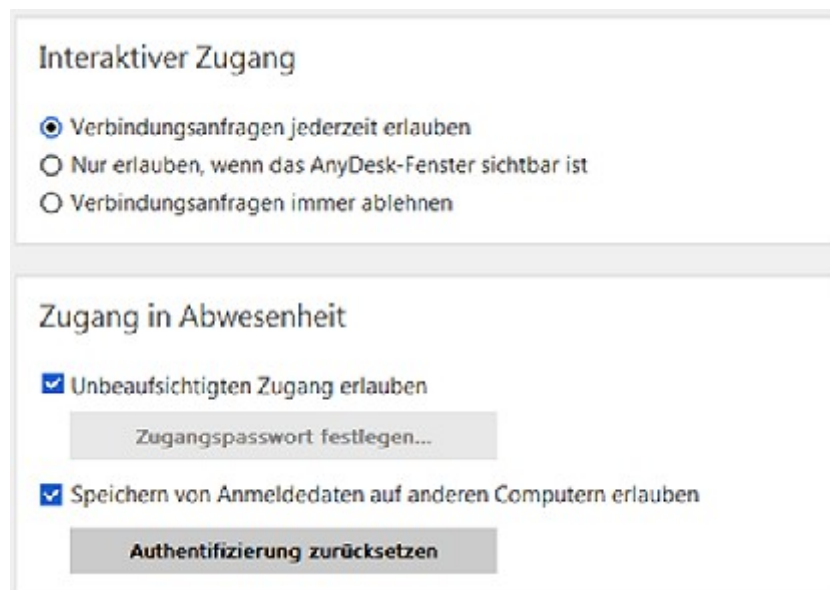 Interaktiver Zugang
Verbindungsanfragen jederzeit erlauben
Nur erlauben, wenn das AnyDesk-Fenster sichtbar ist
Verbindungsanfragen immer ablehnen
Zugang in Abwesenheit
Unbeaufsichtigten Zugang erlauben
Zugangspasswort festlegen...
Speichern von Anmeldedaten auf anderen Computern erlauben
Authentifizierung zurücksetzen